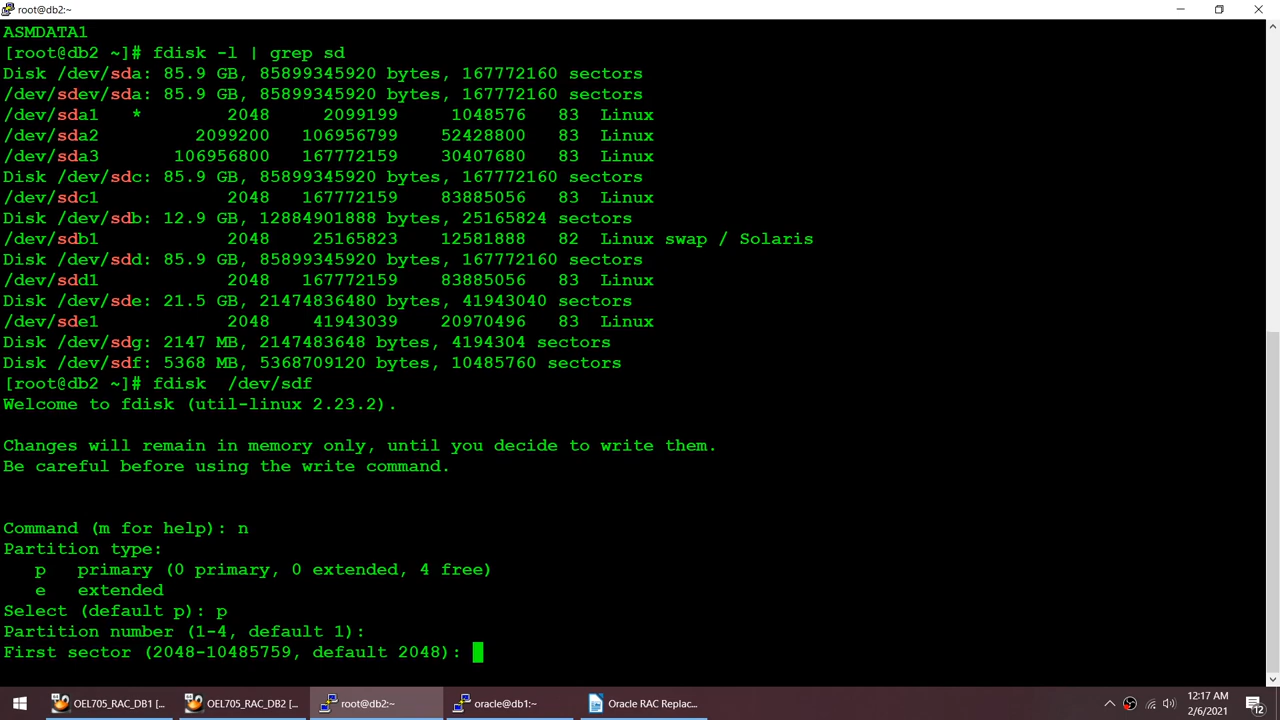 root@db2:~
ASMDATA1
[root@db2 ~]# fdisk -l | grep sd
Disk /dev/sda: 85.9 GB, 85899345920 bytes, 167772160 sectors
/dev/sdev/sda: 85.9 GB, 85899345920 bytes, 167772160 sectors
/dev/sda1   *        2048     2099199     1048576   83  Linux
/dev/sda2         2099200   106956799    52428800   83  Linux
/dev/sda3       106956800   167772159    30407680   83  Linux
Disk /dev/sdc: 85.9 GB, 85899345920 bytes, 167772160 sectors
/dev/sdc1            2048   167772159    83885056   83  Linux
Disk /dev/sdb: 12.9 GB, 12884901888 bytes, 25165824 sectors
/dev/sdb1            2048    25165823    12581888   82  Linux swap / Solaris
Disk /dev/sdd: 85.9 GB, 85899345920 bytes, 167772160 sectors
/dev/sdd1            2048   167772159    83885056   83  Linux
Disk /dev/sde: 21.5 GB, 21474836480 bytes, 41943040 sectors
/dev/sde1            2048    41943039    20970496   83  Linux
Disk /dev/sdg: 2147 MB, 2147483648 bytes, 4194304 sectors
Disk /dev/sdf: 5368 MB, 5368709120 bytes, 10485760 sectors
[root@db2 ~]# fdisk  /dev/sdf
Welcome to fdisk (util-linux 2.23.2).
Changes will remain in memory only, until you decide to write them.
Be careful before using the write command.
Command (m for help): n
Partition type:
   p   primary (0 primary, 0 extended, 4 free)
   e   extended
Select (default p): p
Partition number (1-4, default 1):
First sector (2048-10485759, default 2048):
OEL705_RAC_DB1 [... OEL705_RAC_DB2 [... root@db2:~ oracle@db1:~ Oracle RAC Replac... 12:17 AM
2/6/2021 12